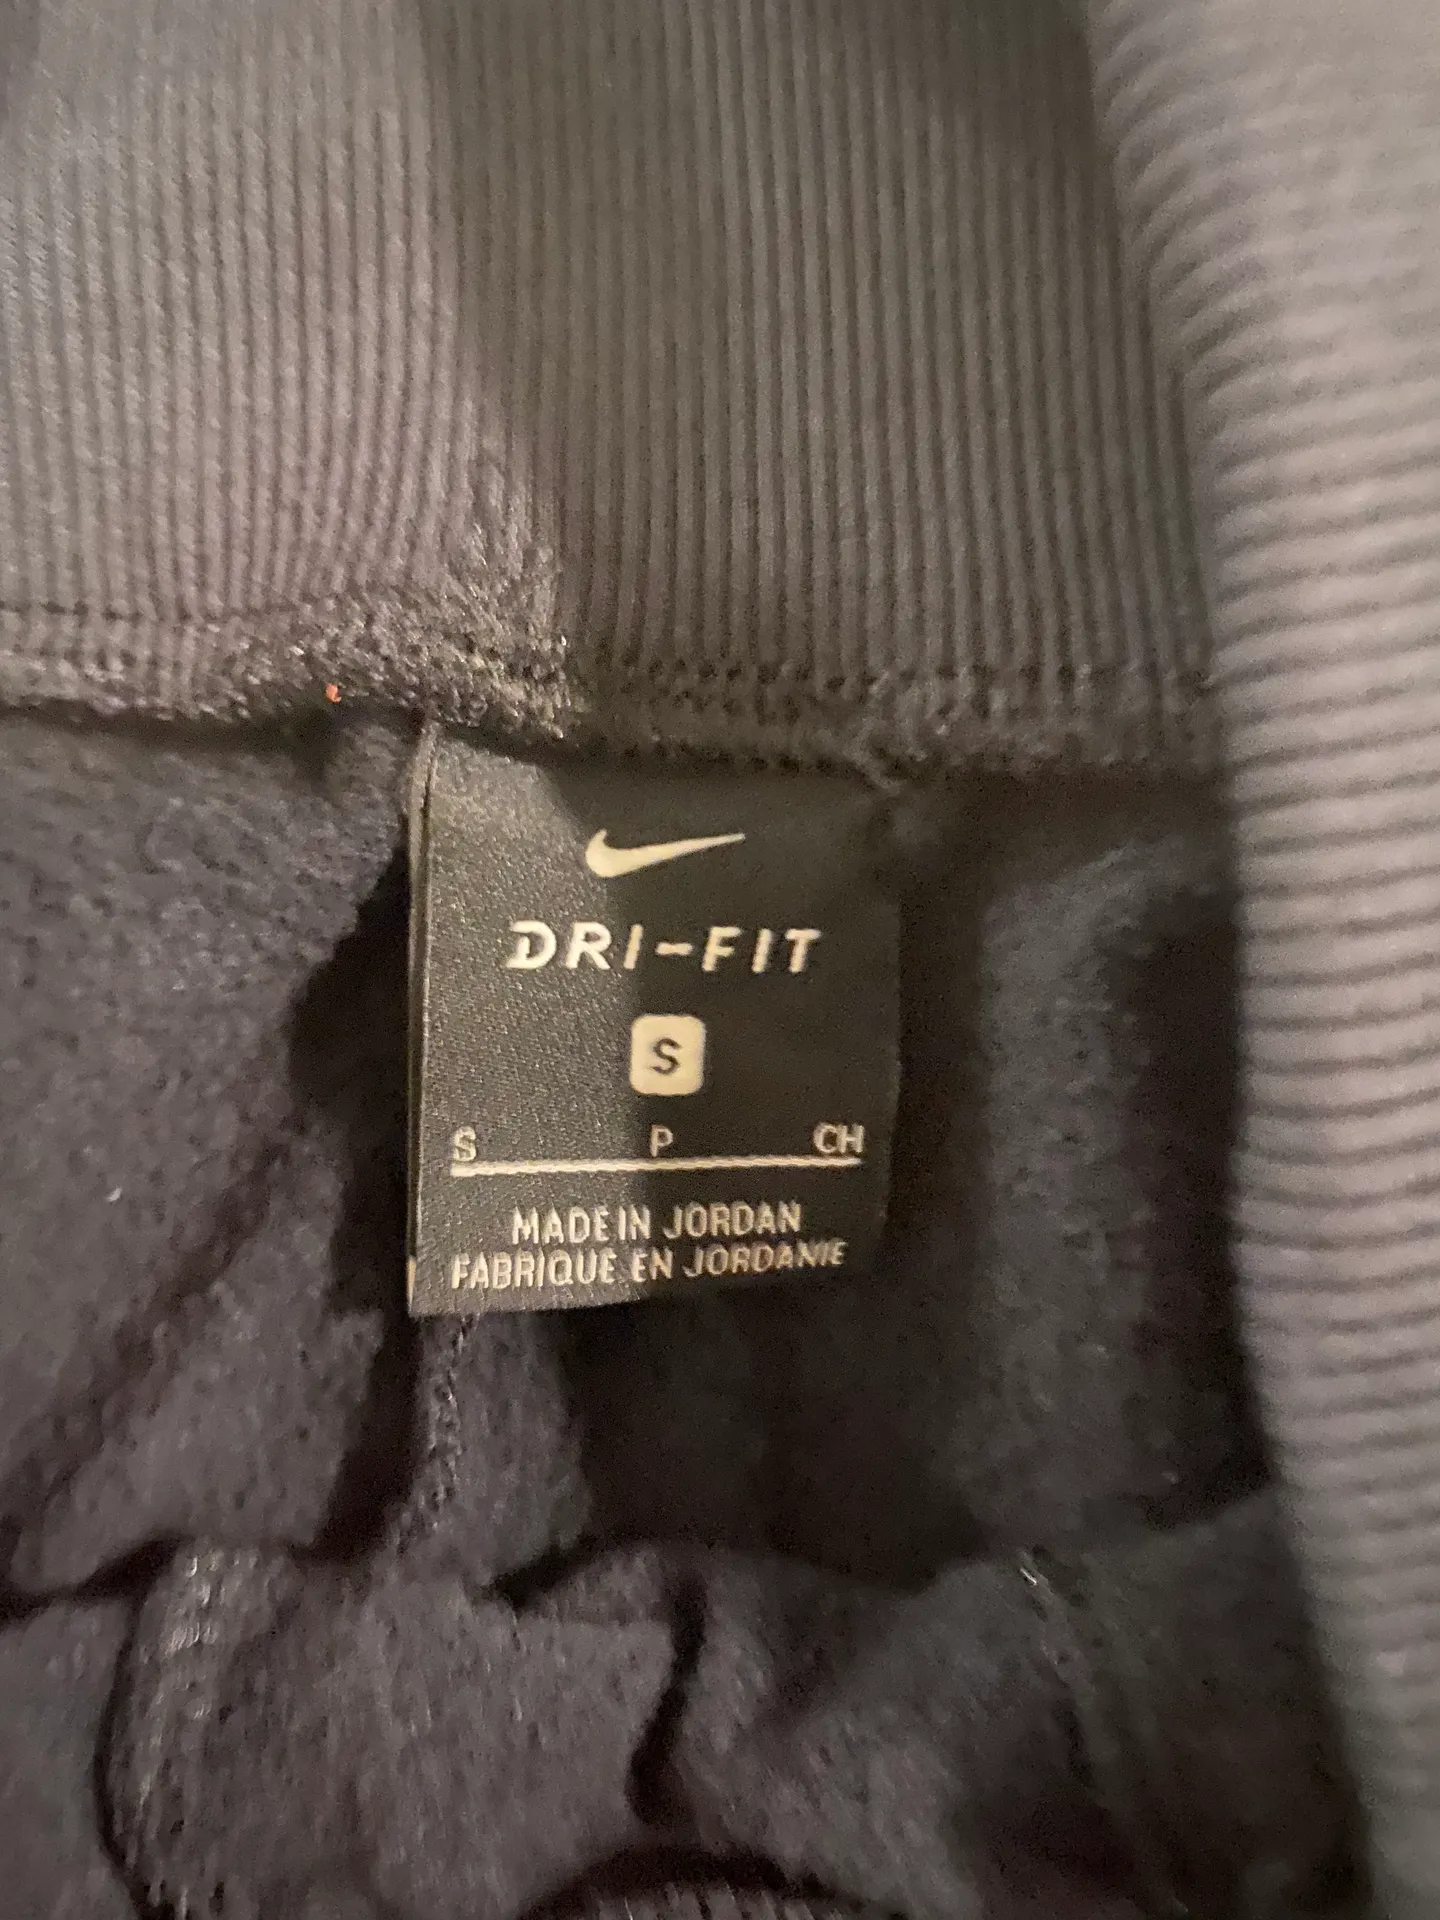 DRI-FIT
S
S P CH
MADE IN JORDAN
FABRIQUE EN JORDANIE